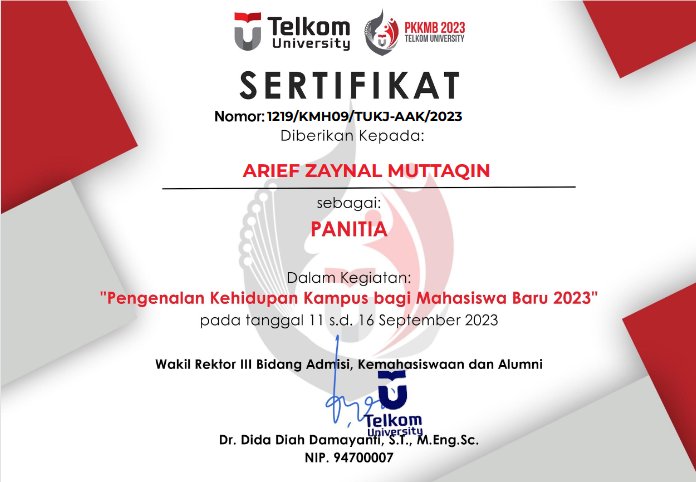 Telkom
University
PKKMB 2023
TELKOM UNIVERSITY
SERTIFIKAT
Nomor: 1219/KMH09/TUKJ-AAK/2023
Diberikan Kepada:
ARIEF ZAYNAL MUTTAQIN
sebagai:
PANITIA
Dalam Kegiatan:
"Pengenalan Kehidupan Kampus bagi Mahasiswa Baru 2023"
pada tanggal 11 s.d. 16 September 2023
Wakil Rektor III Bidang Admisi, Kemahasiswaan dan Alumni
Telkom
University
Dr. Dida Diah Damayanti, S.T., M.Eng.Sc.
NIP. 94700007